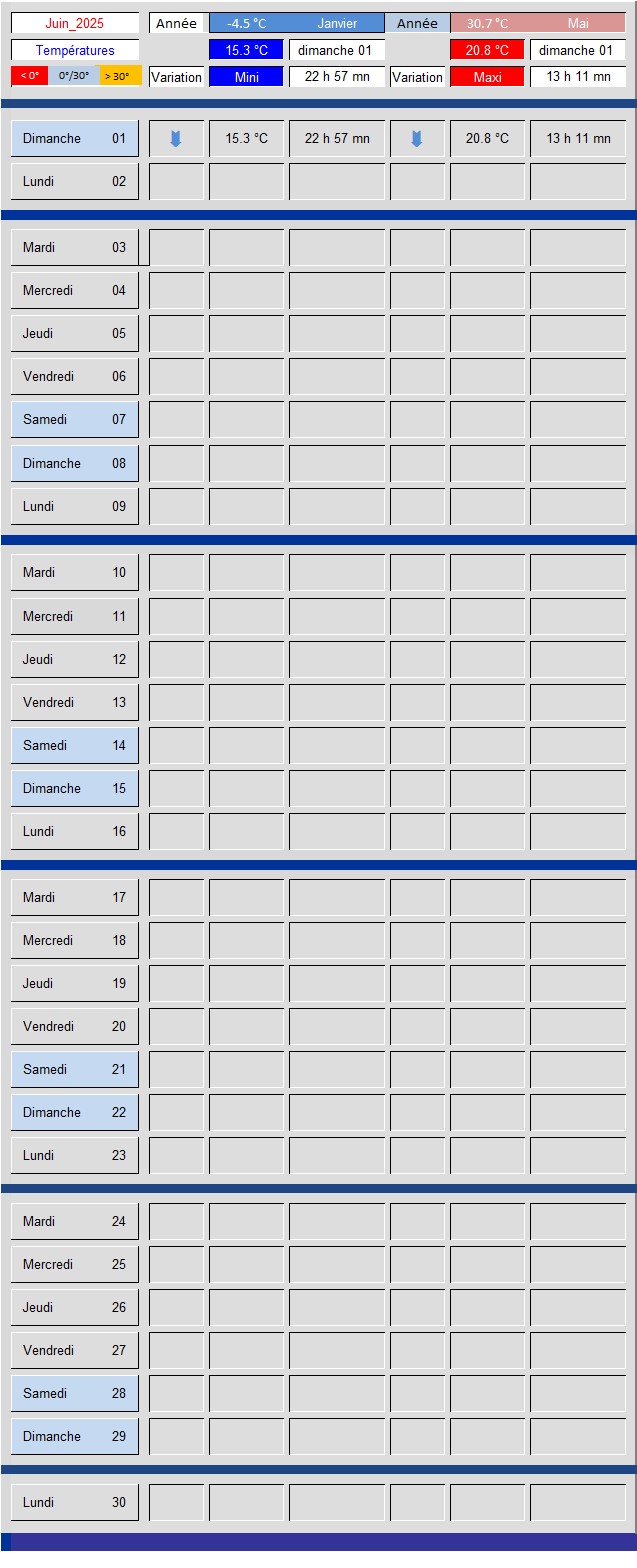 Juin_2025 Année -4.5 °C Janvier Année 30.7 °C Mai
Températures 15.3 °C dimanche 01 20.8 °C dimanche 01
< 0° 0°/30° > 30° Variation Mini 22 h 57 mn Variation Maxi 13 h 11 mn
Dimanche 01 15.3 °C 22 h 57 mn 20.8 °C 13 h 11 mn
Lundi 02
Mardi 03
Mercredi 04
Jeudi 05
Vendredi 06
Samedi 07
Dimanche 08
Lundi 09
Mardi 10
Mercredi 11
Jeudi 12
Vendredi 13
Samedi 14
Dimanche 15
Lundi 16
Mardi 17
Mercredi 18
Jeudi 19
Vendredi 20
Samedi 21
Dimanche 22
Lundi 23
Mardi 24
Mercredi 25
Jeudi 26
Vendredi 27
Samedi 28
Dimanche 29
Lundi 30